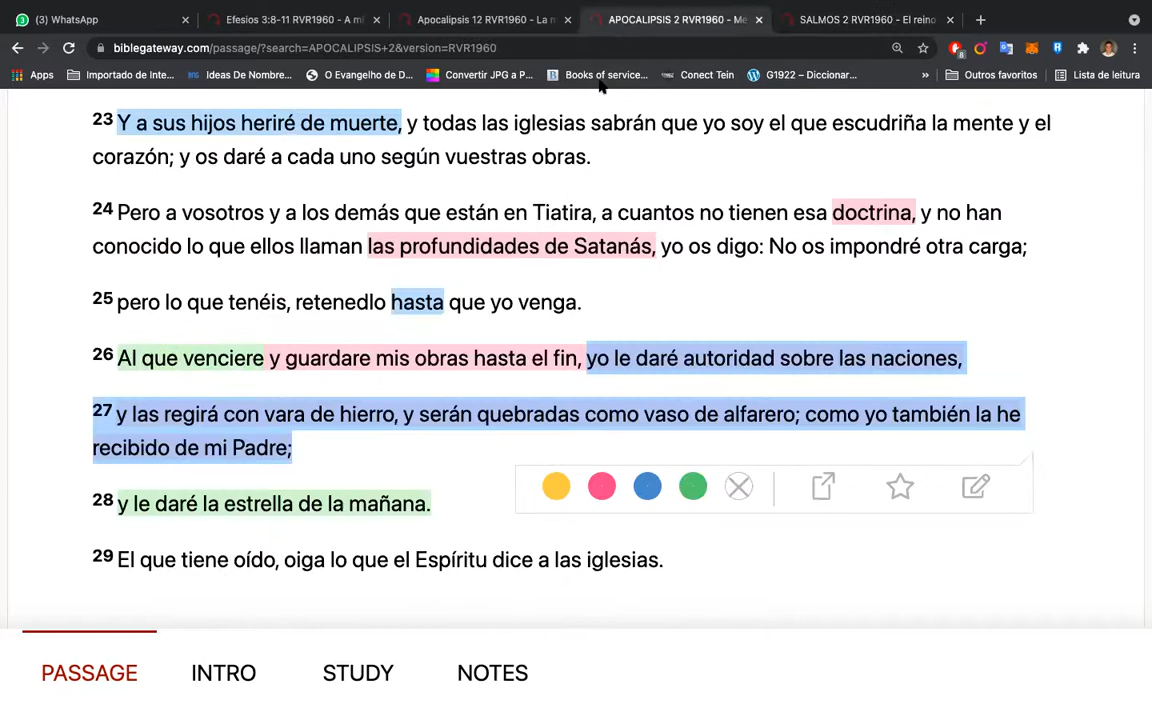 (3) WhatsApp
Efesios 3:8-11 RVR1960 - A mi
Apocalipsis 12 RVR1960 - La m
APOCALIPSIS 2 RVR1960 - Me
SALMOS 2 RVR1960 - El reino
biblegateway.com/passage/?search=APOCALIPSIS+2&version=RVR1960
Apps
Importado de Inte...
Ideas De Nombre...
O Evangelho de D...
Convertir JPG a P...
Books of service...
Conect Tein
G1922 – Diccionar...
»
Outros favoritos
Lista de leitura
23 Y a sus hijos heriré de muerte, y todas las iglesias sabrán que yo soy el que escudriña la mente y el
corazón; y os daré a cada uno según vuestras obras.
24 Pero a vosotros y a los demás que están en Tiatira, a cuantos no tienen esa doctrina, y no han
conocido lo que ellos llaman las profundidades de Satanás, yo os digo: No os impondré otra carga;
25 pero lo que tenéis, retenedlo hasta que yo venga.
26 Al que venciere y guardare mis obras hasta el fin, yo le daré autoridad sobre las naciones,
27 y las regirá con vara de hierro, y serán quebradas como vaso de alfarero; como yo también la he
recibido de mi Padre;
28 y le daré la estrella de la mañana.
29 El que tiene oído, oiga lo que el Espíritu dice a las iglesias.
PASSAGE
INTRO
STUDY
NOTES